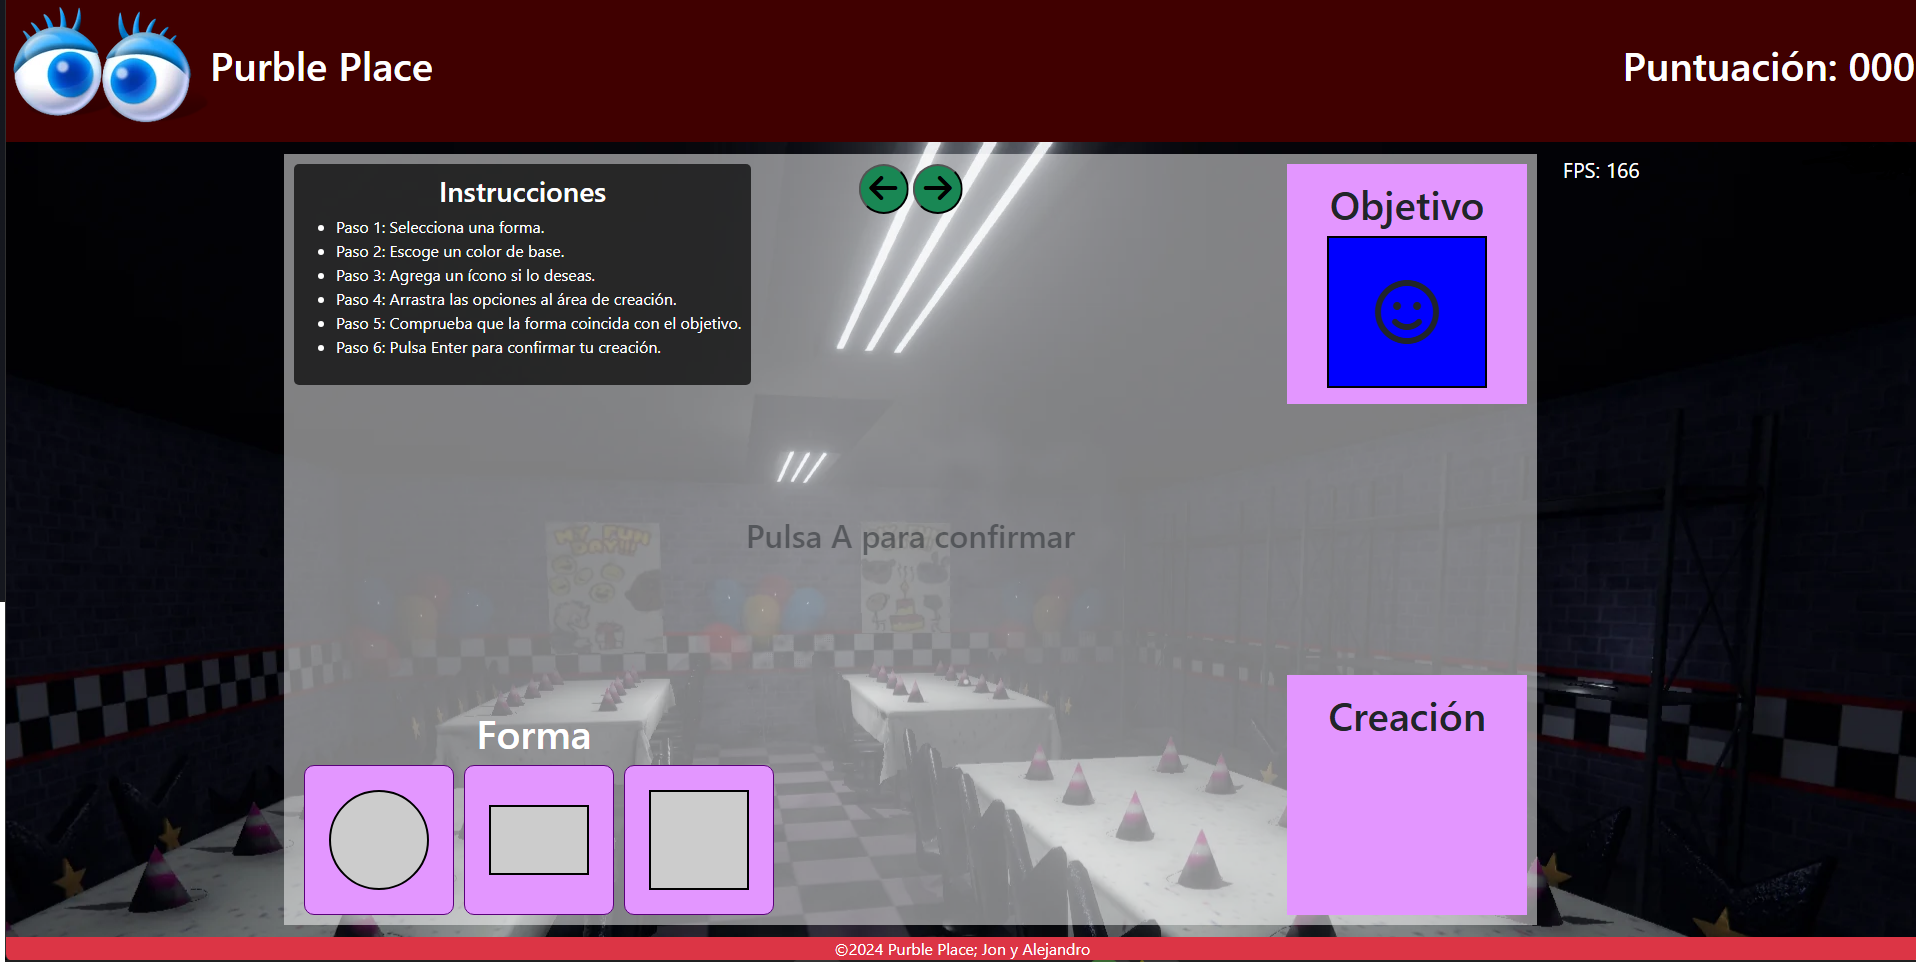 Purble Place
Puntuación: 000
FPS: 166
Instrucciones
Paso 1: Selecciona una forma.
Paso 2: Escoge un color de base.
Paso 3: Agrega un ícono si lo deseas.
Paso 4: Arrastra las opciones al área de creación.
Paso 5: Comprueba que la forma coincida con el objetivo.
Paso 6: Pulsa Enter para confirmar tu creación.
Objetivo
Pulsa A para confirmar
MY FUN
DAY!!!
Forma
Creación
©2024 Purble Place; Jon y Alejandro